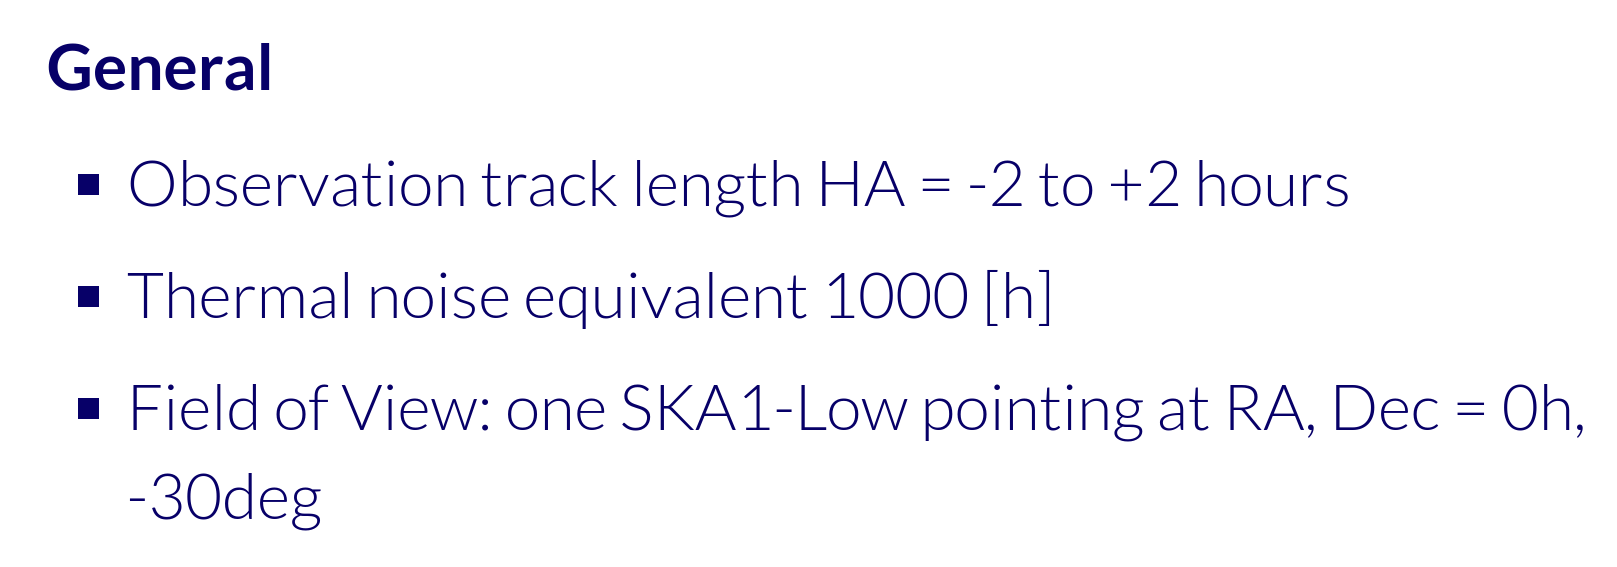 General
Observation track length HA = -2 to +2 hours
Thermal noise equivalent 1000 [h]
Field of View: one SKA1-Low pointing at RA, Dec = 0h,
-30deg